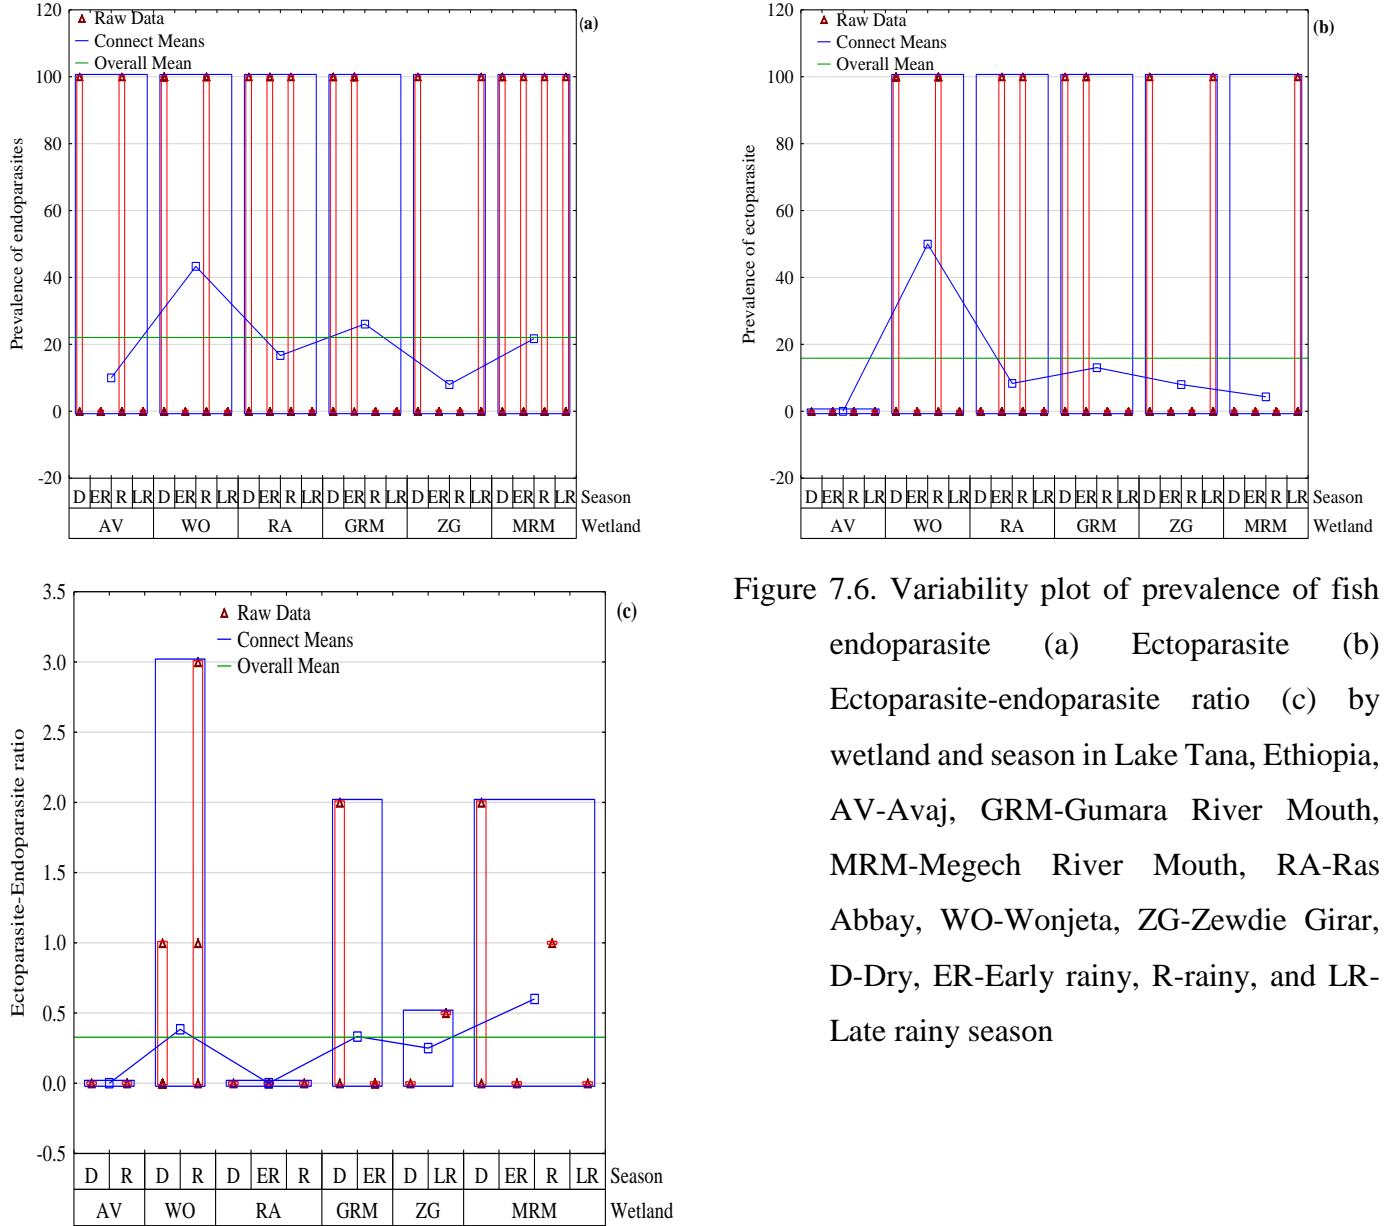 120
100
80
60
40
20
0
-20
Prevalence of endoparasites
Raw Data
Connect Means
Overall Mean
(a)
D ER R LR D ER R LR D ER R LR D ER R LR D ER R LR D ER R LR Season
AV WO RA GRM ZG MRM Wetland
120
100
80
60
40
20
0
-20
Prevalence of ectoparasite
Raw Data
Connect Means
Overall Mean
(b)
D ER R LR D ER R LR D ER R LR D ER R LR D ER R LR D ER R LR Season
AV WO RA GRM ZG MRM Wetland
3.5
3.0
2.5
2.0
1.5
1.0
0.5
0.0
-0.5
Ectoparasite-Endoparasite ratio
Raw Data
Connect Means
Overall Mean
(c)
D R D R D ER R D ER D LR D ER R LR Season
AV WO RA GRM ZG MRM Wetland
Figure 7.6. Variability plot of prevalence of fish
endoparasite (a) Ectoparasite (b)
Ectoparasite-endoparasite ratio (c) by
wetland and season in Lake Tana, Ethiopia,
AV-Avaj, GRM-Gumara River Mouth,
MRM-Megech River Mouth, RA-Ras
Abbay, WO-Wonjeta, ZG-Zewdie Girar,
D-Dry, ER-Early rainy, R-rainy, and LR-
Late rainy season